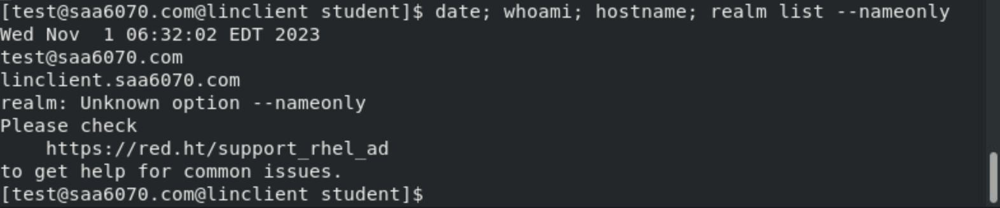 [test@saa6070.com@linclient student]$ date; whoami; hostname; realm list --nameonly
Wed Nov  1 06:32:02 EDT 2023
test@saa6070.com
linclient.saa6070.com
realm: Unknown option --nameonly
Please check
    https://red.ht/support_rhel_ad
to get help for common issues.
[test@saa6070.com@linclient student]$